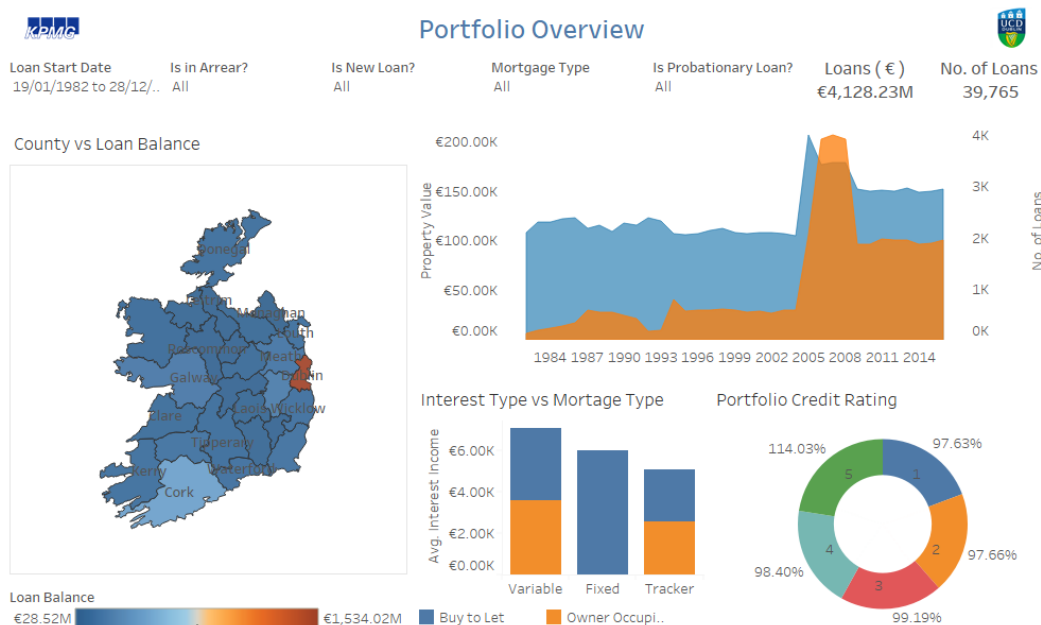 KPMG
Portfolio Overview
UCD
DUBLIN
Loan Start Date
Is in Arrear?
Is New Loan?
Mortgage Type
Is Probationary Loan?
Loans ( € )
No. of Loans
19/01/1982 to 28/12/..
All
All
All
All
€4,128.23M
39,765
County vs Loan Balance
Donegal
Leitrim
Monaghan
Louth
Roscommon
Meath
Galway
Dublin
Clare
Laois
Wicklow
Tipperary
Kerry
Waterford
Cork
Loan Balance
€28.52M
€1,534.02M
Property Value
€200.00K
€150.00K
€100.00K
€50.00K
€0.00K
4K
3K
2K
1K
0K
No. of Loans
1984 1987 1990 1993 1996 1999 2002 2005 2008 2011 2014
Interest Type vs Mortage Type
Avg. Interest Income
€6.00K
€4.00K
€2.00K
€0.00K
Variable
Fixed
Tracker
Buy to Let
Owner Occupi..
Portfolio Credit Rating
114.03%
97.63%
5
1
4
2
3
98.40%
97.66%
99.19%